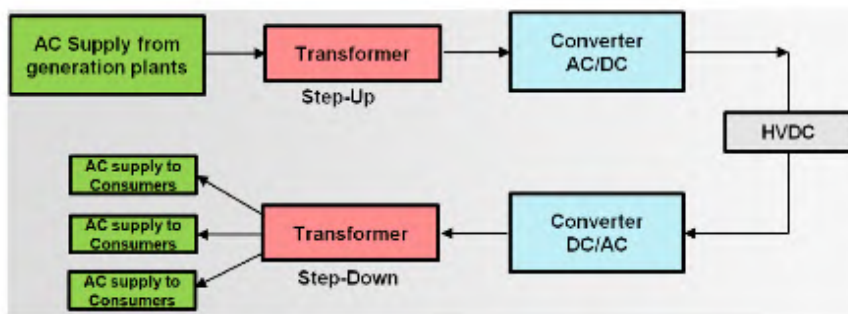 AC Supply from
generation plants
Transformer
Step-Up
Converter
AC/DC
HVDC
AC supply to
Consumers
AC supply to
Consumers
AC supply to
Consumers
Transformer
Step-Down
Converter
DC/AC